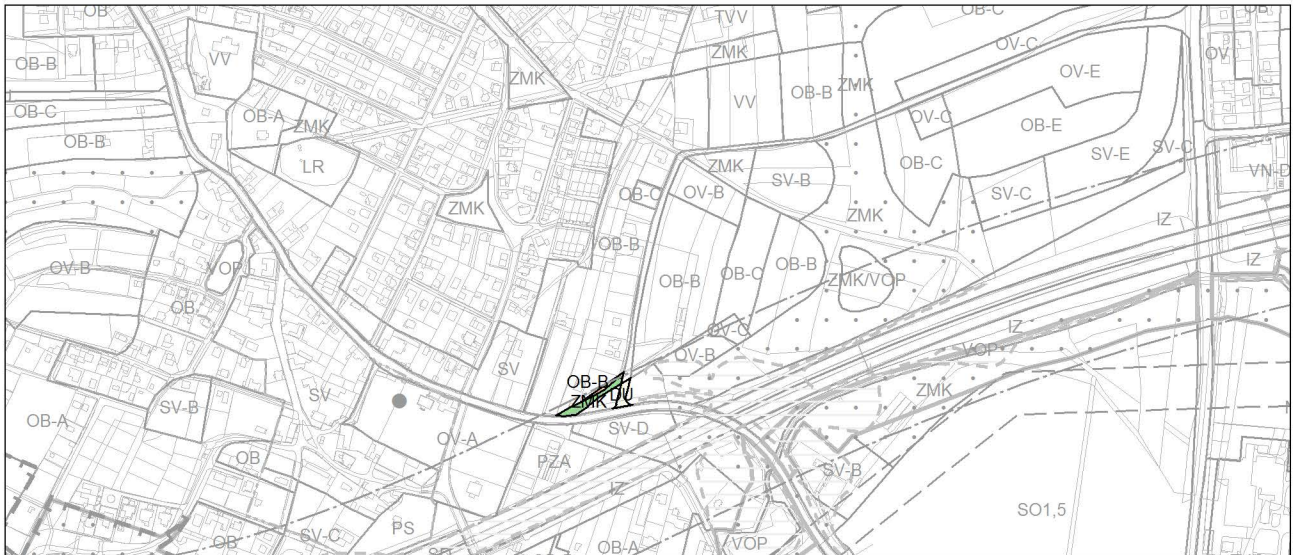 OB
TVV
OB-C
OB
OB-B
VV
ZMK
OV-C
OV
ZMK
VV
OB-B
ZMK
OV-E
OB-C
OB-A
ZMK
OV-C
OB-E
OB-B
LR
ZMK
SV-B
OB-C
SV-E
SV-C
VN-D
OB-C
OV-B
SV-C
ZMK
ZMK
IZ
OB-B
OV-B
VOP
OB-B
OB-C
OB-B
ZMK/VOP
IZ
OB
OV-C
IZ
OV-B
VOP
SV
OB-B
DU
ZMK
SV
SV-B
ZMK
OB-A
OV-A
SV-D
OB
PZA
SV-B
IZ
SO1,5
PS
OB
SV-C
OB-A
VOP